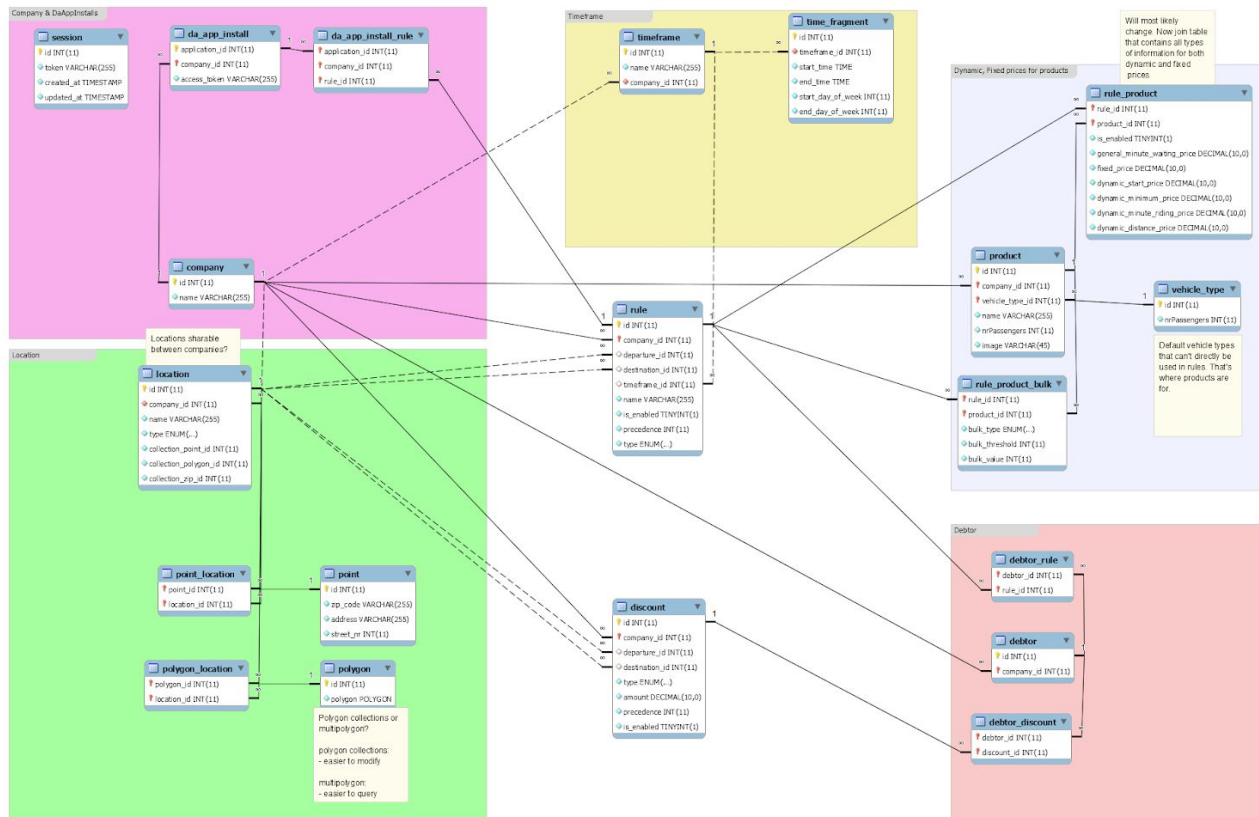 Company & DaAppInstalls
session
id INT(11)
token VARCHAR(255)
created_at TIMESTAMP
updated_at TIMESTAMP
da_app_install
application_id INT(11)
company_id INT(11)
access_token VARCHAR(255)
da_app_install_rule
application_id INT(11)
company_id INT(11)
rule_id INT(11)
company
id INT(11)
name VARCHAR(255)
Timeframe
timeframe
id INT(11)
name VARCHAR(255)
company_id INT(11)
time_fragment
id INT(11)
timeframe_id INT(11)
start_time TIME
end_time TIME
start_day_of_week INT(11)
end_day_of_week INT(11)
Will most likely
change. Now join table
that contains all types
of information for both
dynamic and fixed
prices.
Dynamic, Fixed prices for products
rule_product
rule_id INT(11)
product_id INT(11)
is_enabled TINYINT(1)
general_minute_waiting_price DECIMAL(10,0)
fixed_price DECIMAL(10,0)
dynamic_start_price DECIMAL(10,0)
dynamic_minimum_price DECIMAL(10,0)
dynamic_minute_riding_price DECIMAL(10,0)
dynamic_distance_price DECIMAL(10,0)
product
id INT(11)
company_id INT(11)
vehicle_type_id INT(11)
name VARCHAR(255)
nrPassengers INT(11)
image VARCHAR(45)
vehicle_type
id INT(11)
nrPassengers INT(11)
Default vehicle types
that can't directly be
used in rules. That's
where products are
for.
rule_product_bulk
rule_id INT(11)
product_id INT(11)
bulk_type ENUM(...)
bulk_threshold INT(11)
bulk_value INT(11)
rule
id INT(11)
company_id INT(11)
departure_id INT(11)
destination_id INT(11)
timeframe_id INT(11)
name VARCHAR(255)
is_enabled TINYINT(1)
precedence INT(11)
type ENUM(...)
Location
Locations sharable
between companies?
location
id INT(11)
company_id INT(11)
name VARCHAR(255)
type ENUM(...)
collection_point_id INT(11)
collection_polygon_id INT(11)
collection_zip_id INT(11)
point_location
point_id INT(11)
location_id INT(11)
point
id INT(11)
zip_code VARCHAR(255)
address VARCHAR(255)
street_nr INT(11)
polygon_location
polygon_id INT(11)
location_id INT(11)
polygon
id INT(11)
polygon POLYGON
Polygon collections or
multipolygon?
polygon collections:
- easier to modify
multipolygon:
- easier to query
discount
id INT(11)
company_id INT(11)
departure_id INT(11)
destination_id INT(11)
type ENUM(...)
amount DECIMAL(10,0)
precedence INT(11)
is_enabled TINYINT(1)
Debtor
debtor_rule
debtor_id INT(11)
rule_id INT(11)
debtor
id INT(11)
company_id INT(11)
debtor_discount
debtor_id INT(11)
discount_id INT(11)